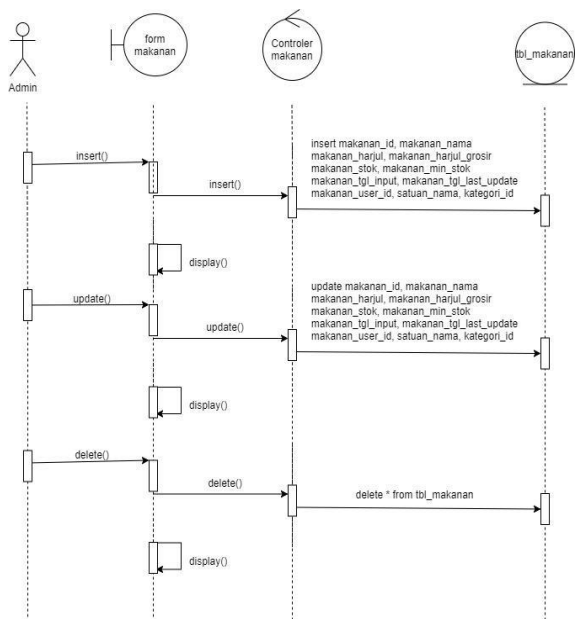 form
makanan
Controler
makanan
tbl_makanan
Admin
insert()
insert()
insert makanan_id, makanan_nama
makanan_harjul, makanan_harjul_grosir
makanan_stok, makanan_min_stok
makanan_tgl_input, makanan_tgl_last_update
makanan_user_id, satuan_nama, kategori_id
display()
update()
update()
update makanan_id, makanan_nama
makanan_harjul, makanan_harjul_grosir
makanan_stok, makanan_min_stok
makanan_tgl_input, makanan_tgl_last_update
makanan_user_id, satuan_nama, kategori_id
display()
delete()
delete()
delete * from tbl_makanan
display()